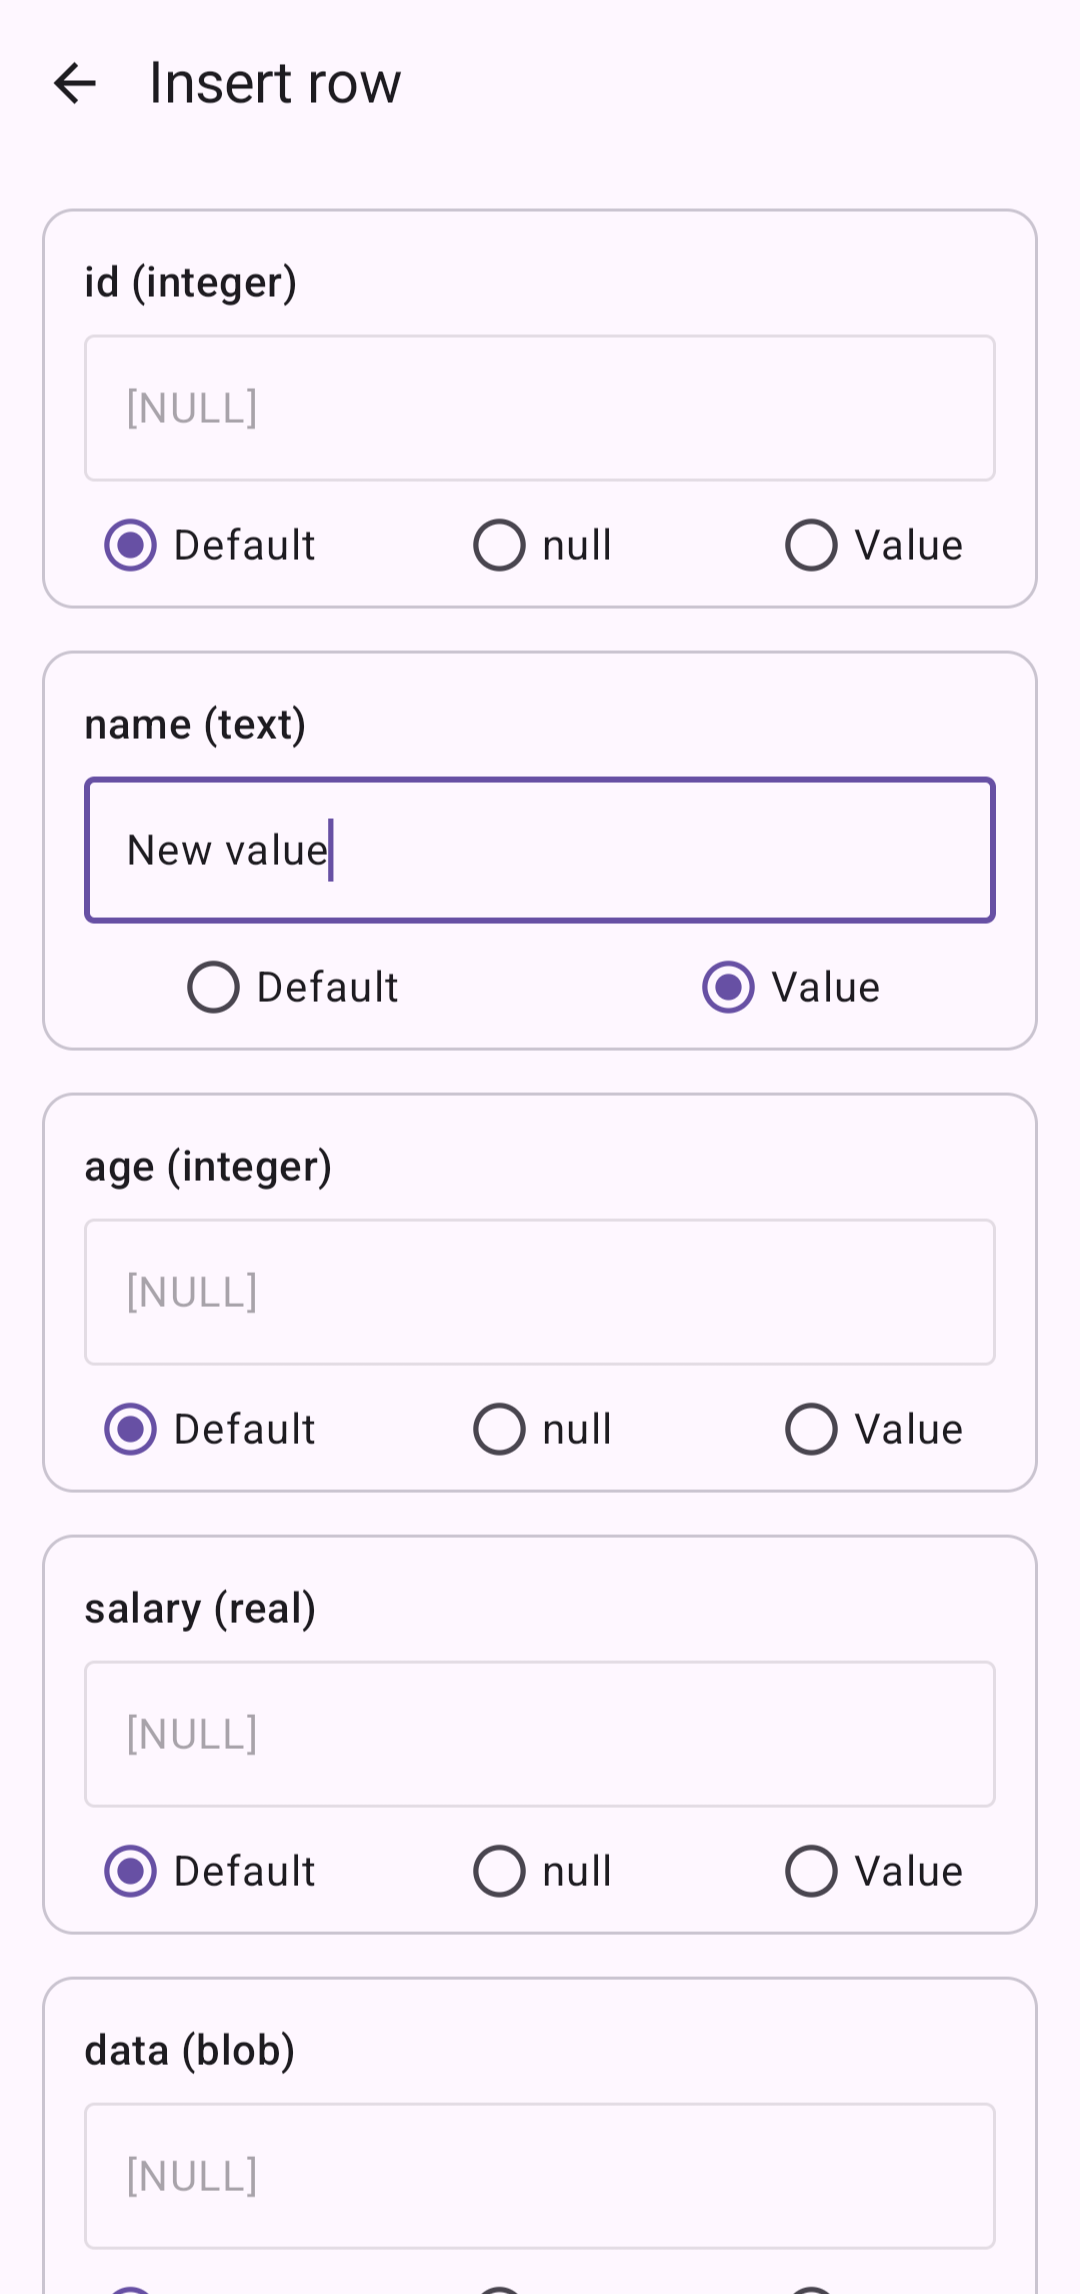 Insert row
id (integer)
[NULL]
Default null Value
name (text)
New value
Default Value
age (integer)
[NULL]
Default null Value
salary (real)
[NULL]
Default null Value
data (blob)
[NULL]